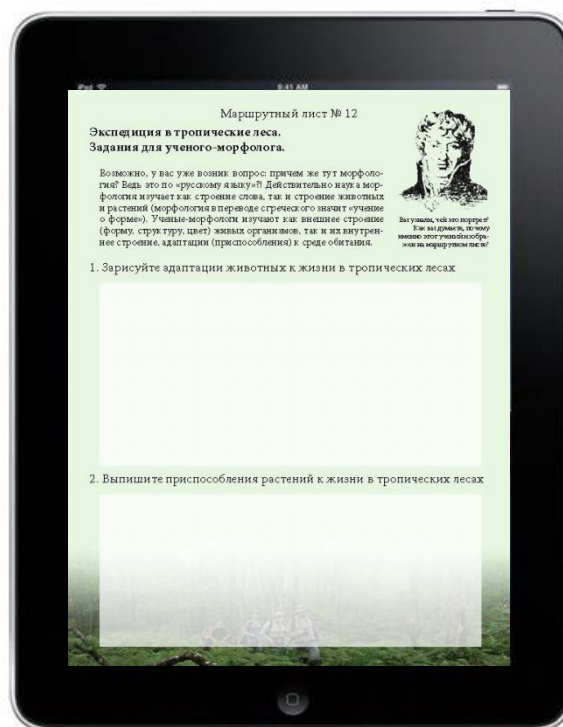 iPad
9:41 AM
Маршрутный лист № 12
Экспедиция в тропические леса.
Задания для ученого-морфолога.
Возможно, у вас уже возник вопрос: причем же тут морфоло-
гия? Ведь это по «русскому языку»?! Действительно наука мор-
фология изучает как строение слова, так и строение животных
и растений (морфология в переводе с греческого значит «учение
о форме»). Ученые-морфологи изучают как внешнее строение
(форму, структуру, цвет) живых организмов, так и их внутрен-
нее строение, адаптации (приспособления) к среде обитания.
Вы узнали, чей это портрет?
Как вы думаете, почему
именно этот ученый изобра-
жен на маршрутном листе?
1. Зарисуйте адаптации животных к жизни в тропических лесах
2. Выпишите приспособления растений к жизни в тропических лесах